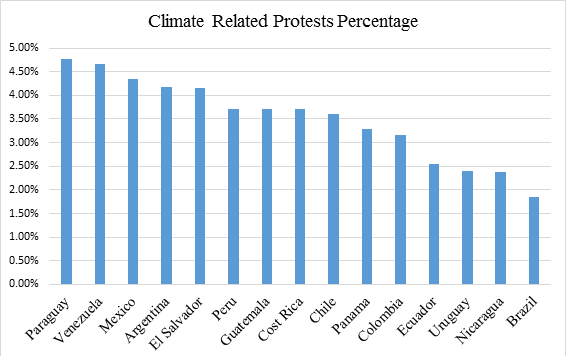 Climate Related Protests Percentage
5.00%
4.50%
4.00%
3.50%
3.00%
2.50%
2.00%
1.50%
1.00%
0.50%
0.00%
Paraguay
Venezuela
Mexico
Argentina
El Salvador
Peru
Guatemala
Cost Rica
Chile
Panama
Colombia
Ecuador
Uruguay
Nicaragua
Brazil